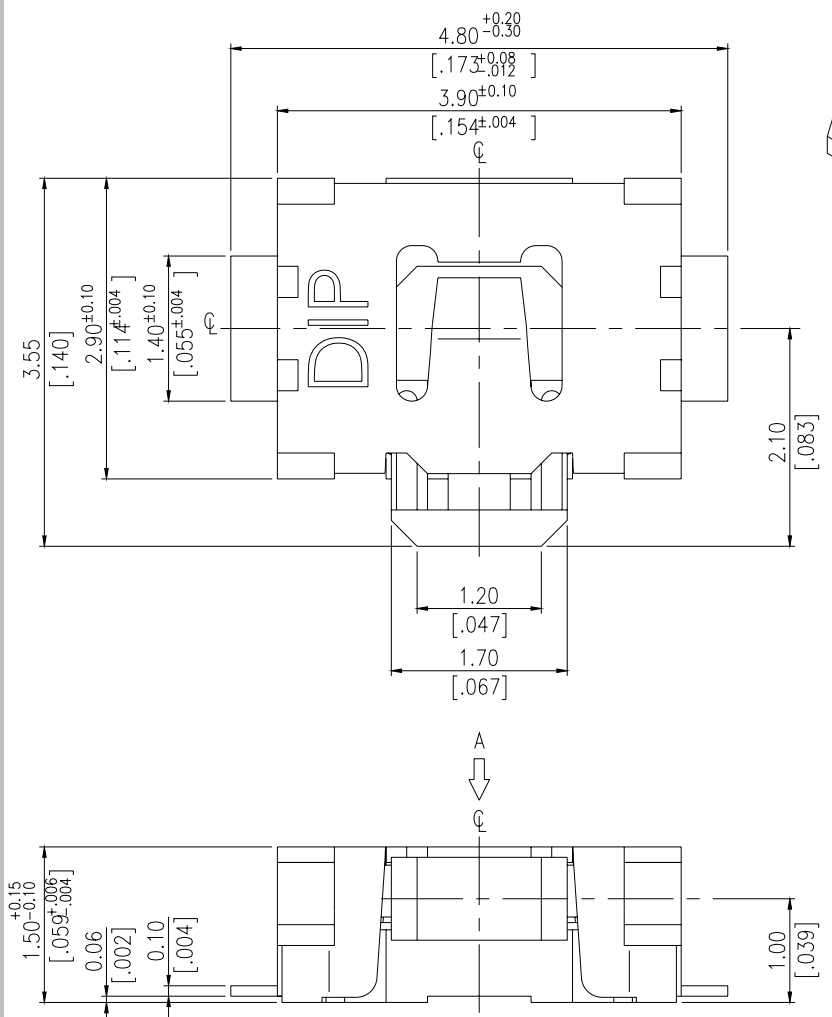 4.80 +0.20 -0.30
[.173 +0.08 -.012 ]
3.90 ±0.10
[.154 ±.004 ]
℄
3.55
[.140]
2.90 ±0.10
[.114 ±.004 ]
1.40 ±0.10
[.055 ±.004 ]
℄
DIP
2.10
[.083]
1.20
[.047]
1.70
[.067]
A
℄
1.50 +0.15 -0.10
[.059 +.006 -.004 ]
0.06
[.002]
0.10
[.004]
1.00
[.039]